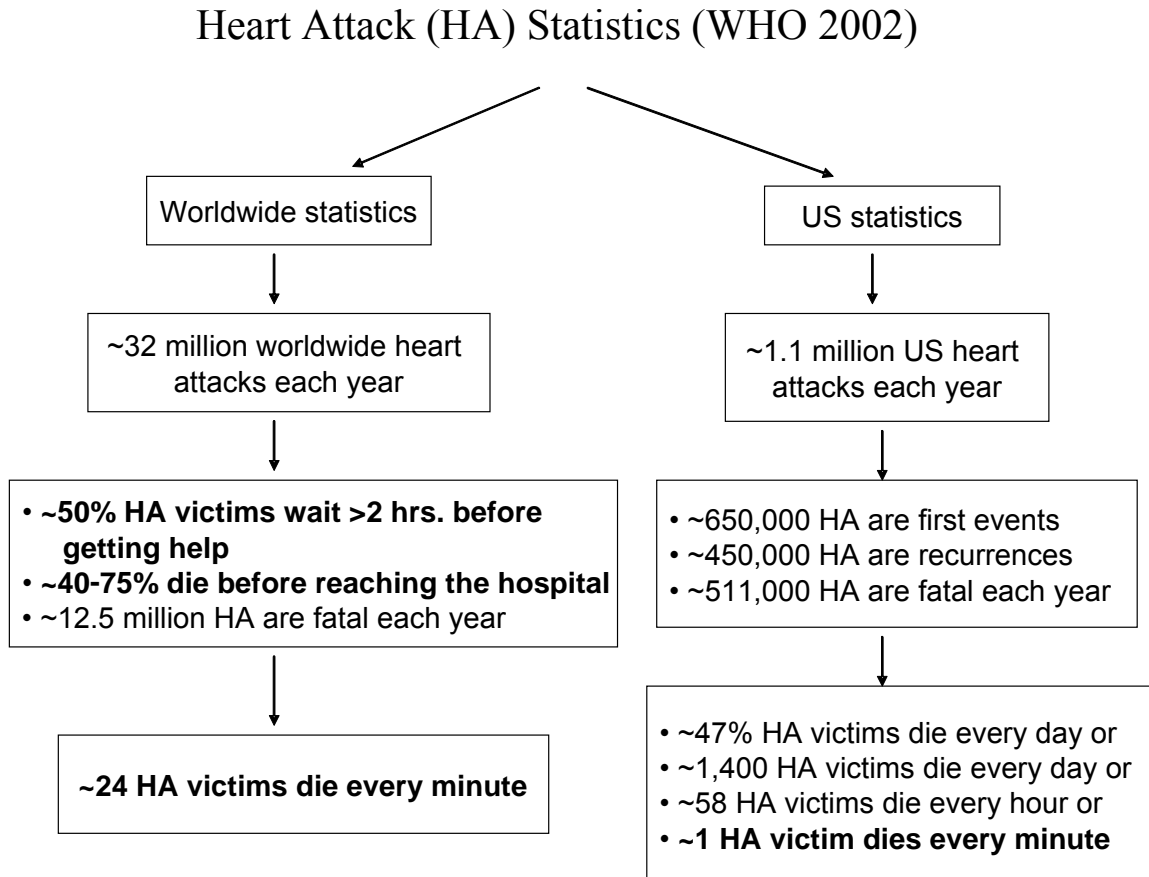 Heart Attack (HA) Statistics (WHO 2002)
Worldwide statistics
~32 million worldwide heart
attacks each year
• ~50% HA victims wait >2 hrs. before
getting help
• ~40-75% die before reaching the hospital
• ~12.5 million HA are fatal each year
~24 HA victims die every minute
US statistics
~1.1 million US heart
attacks each year
• ~650,000 HA are first events
• ~450,000 HA are recurrences
• ~511,000 HA are fatal each year
• ~47% HA victims die every day or
• ~1,400 HA victims die every day or
• ~58 HA victims die every hour or
• ~1 HA victim dies every minute